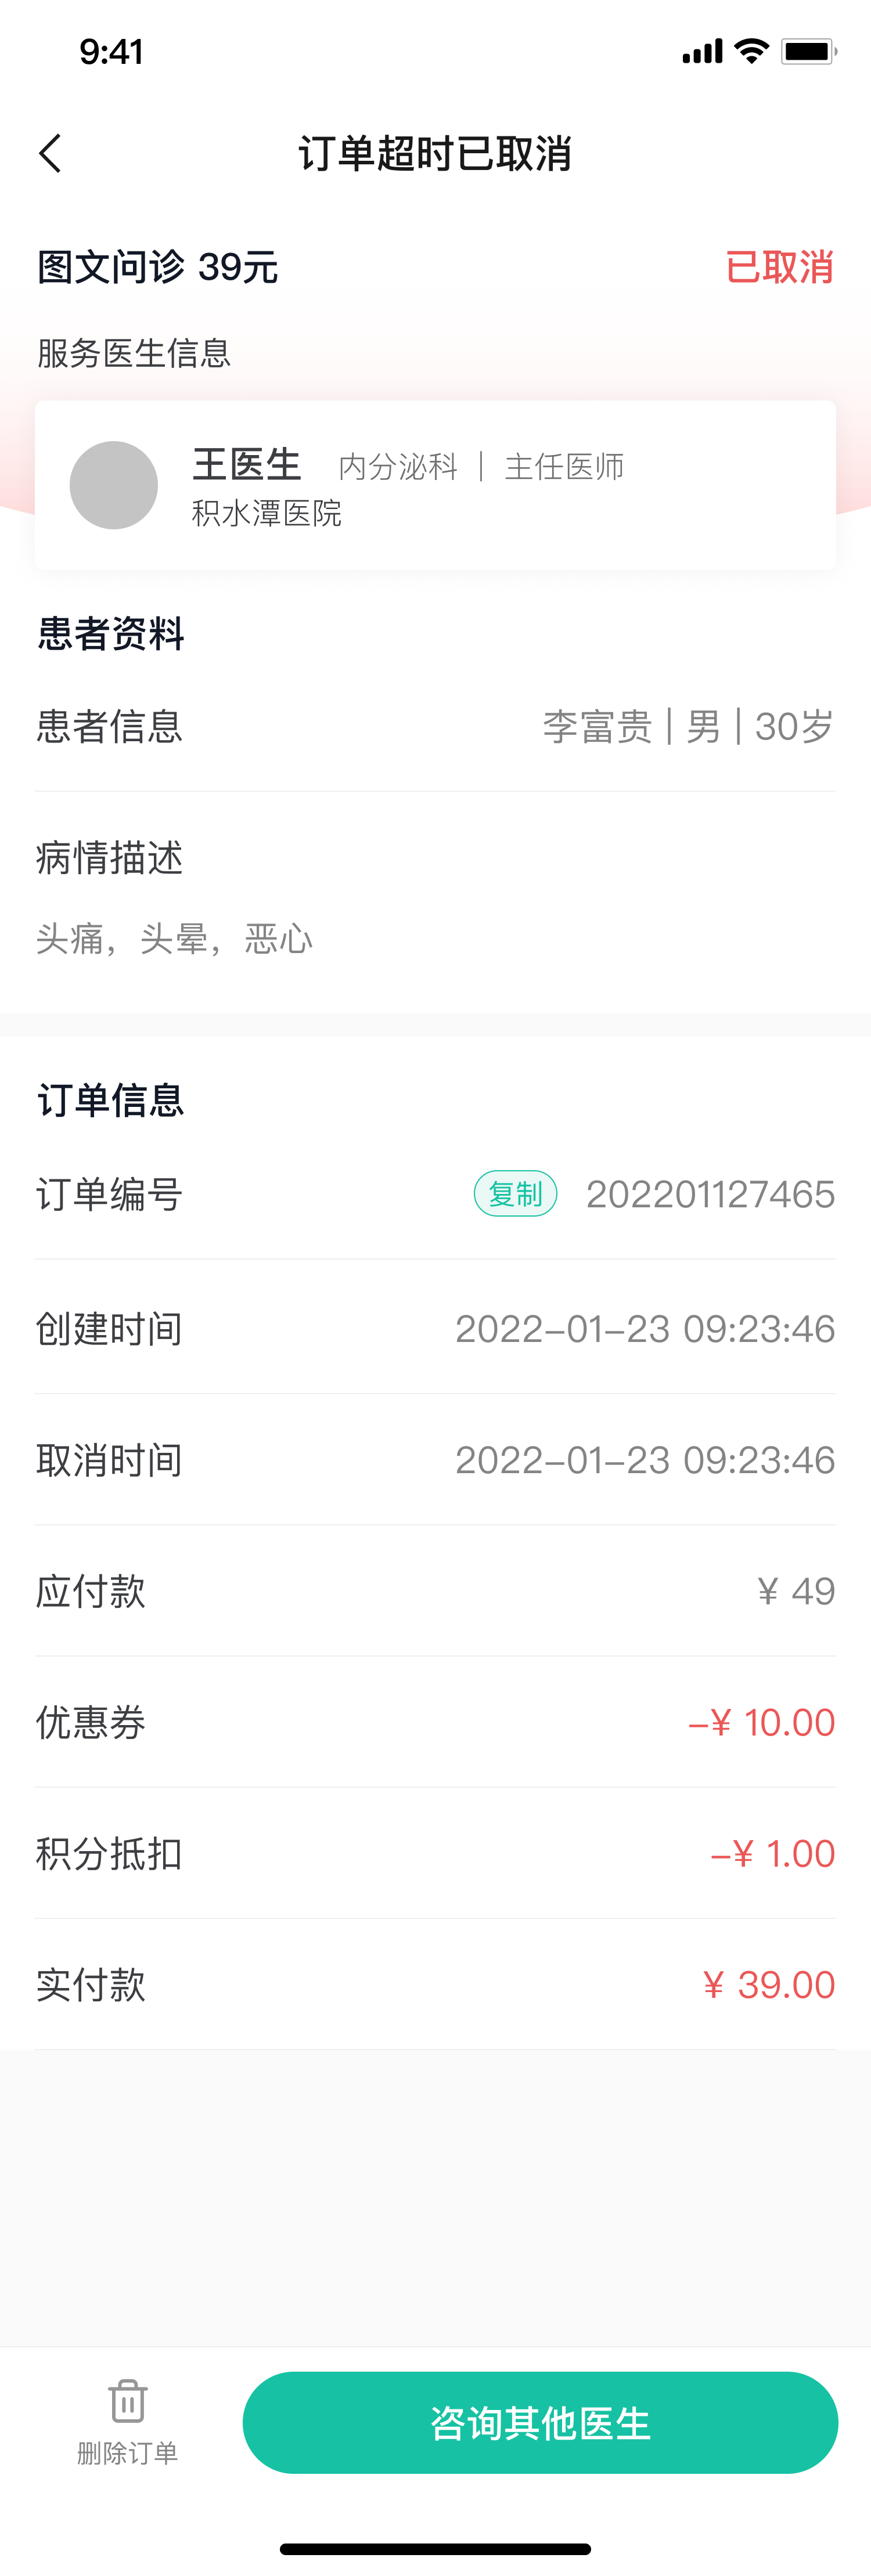 9:41
订单超时已取消
图文问诊 39元 已取消
服务医生信息
王医生 内分泌科 | 主任医师
积水潭医院
患者资料
患者信息 李富贵 | 男 | 30岁
病情描述
头痛，头晕，恶心
订单信息
订单编号 复制 202201127465
创建时间 2022-01-23 09:23:46
取消时间 2022-01-23 09:23:46
应付款 ¥ 49
优惠券 -¥ 10.00
积分抵扣 -¥ 1.00
实付款 ¥ 39.00
咨询其他医生
删除订单